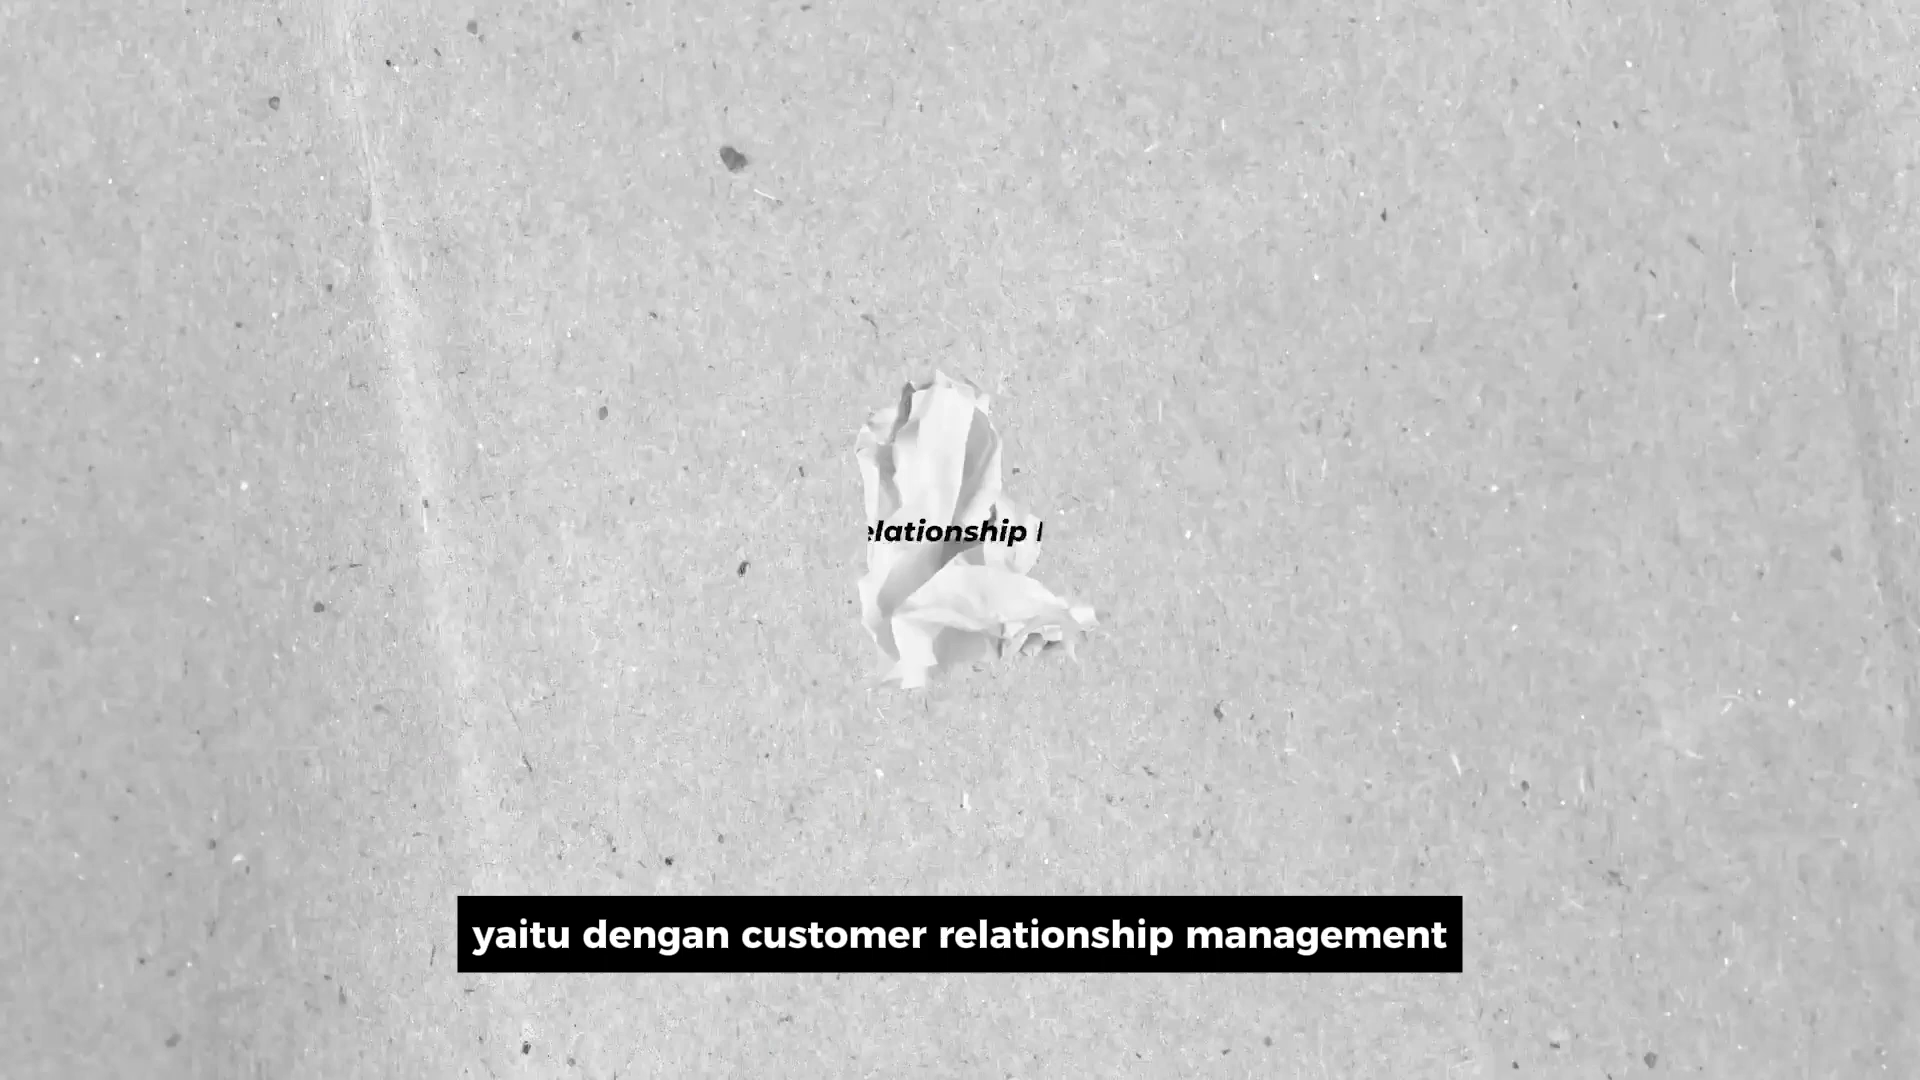 elationship
yaitu dengan customer relationship management